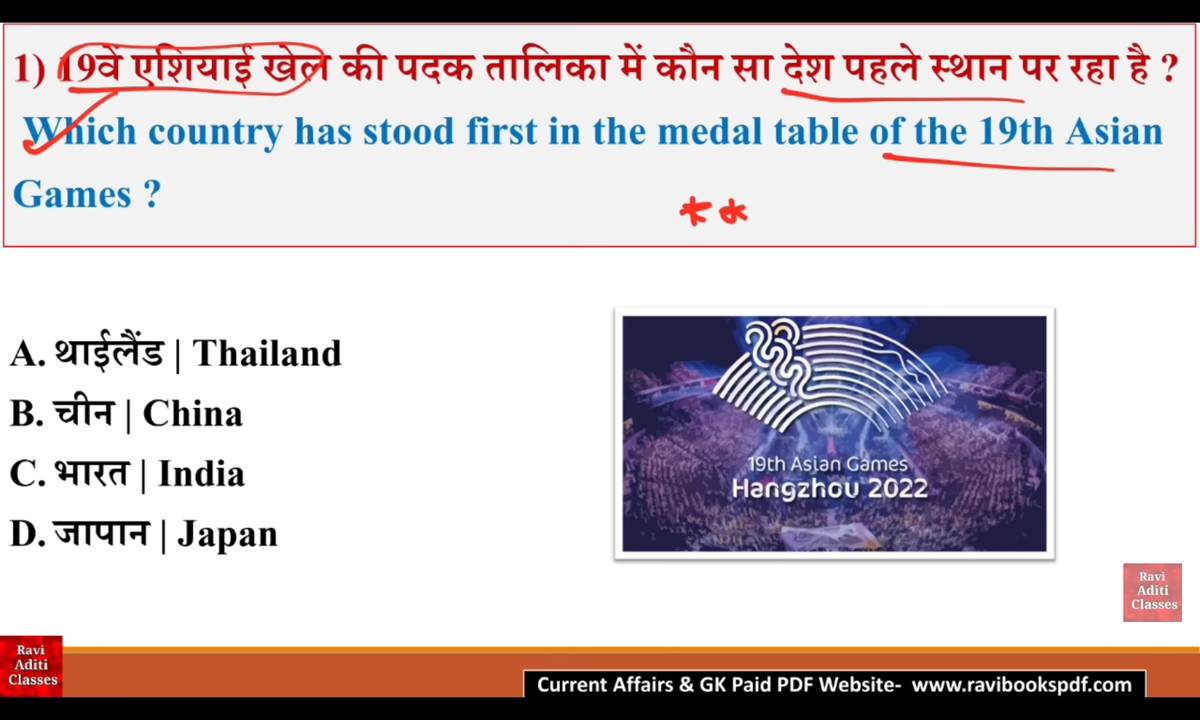 1) 19वें एशियाई खेल की पदक तालिका में कौन सा देश पहले स्थान पर रहा है ?
Which country has stood first in the medal table of the 19th Asian
Games ?
A. थाईलैंड | Thailand
B. चीन | China
C. भारत | India
D. जापान | Japan
19th Asian Games
Hangzhou 2022
Ravi
Aditi
Classes
Ravi
Aditi
Classes
Current Affairs & GK Paid PDF Website- www.ravibookspdf.com